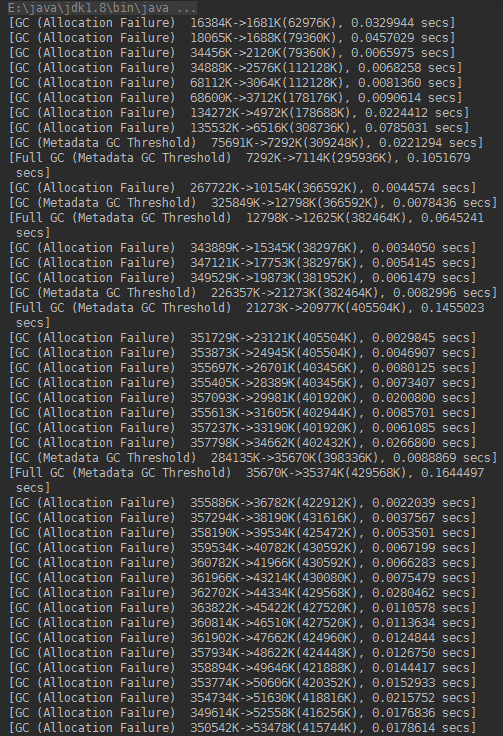 E:\java\jdk1.8\bin\java ...
[GC (Allocation Failure)  16384K->1681K(62976K), 0.0329944 secs]
[GC (Allocation Failure)  18065K->1688K(79360K), 0.0457029 secs]
[GC (Allocation Failure)  34456K->2120K(79360K), 0.0065975 secs]
[GC (Allocation Failure)  34888K->2576K(112128K), 0.0068258 secs]
[GC (Allocation Failure)  68112K->3064K(112128K), 0.0081360 secs]
[GC (Allocation Failure)  68600K->3712K(178176K), 0.0090614 secs]
[GC (Allocation Failure)  134272K->4972K(178688K), 0.0224412 secs]
[GC (Allocation Failure)  135532K->6516K(308736K), 0.0785031 secs]
[GC (Metadata GC Threshold)  75691K->7292K(309248K), 0.0221294 secs]
[Full GC (Metadata GC Threshold)  7292K->7114K(295936K), 0.1051679
secs]
[GC (Allocation Failure)  267722K->10154K(366592K), 0.0044574 secs]
[GC (Metadata GC Threshold)  325849K->12798K(366592K), 0.0078436 secs]
[Full GC (Metadata GC Threshold)  12798K->12625K(382464K), 0.0645241
secs]
[GC (Allocation Failure)  343889K->15345K(382976K), 0.0034050 secs]
[GC (Allocation Failure)  347121K->17753K(382976K), 0.0054145 secs]
[GC (Allocation Failure)  349529K->19873K(381952K), 0.0061479 secs]
[GC (Metadata GC Threshold)  226357K->21273K(382464K), 0.0082996 secs]
[Full GC (Metadata GC Threshold)  21273K->20977K(405504K), 0.1455023
secs]
[GC (Allocation Failure)  351729K->23121K(405504K), 0.0029845 secs]
[GC (Allocation Failure)  353873K->24945K(405504K), 0.0046907 secs]
[GC (Allocation Failure)  355697K->26701K(403456K), 0.0080125 secs]
[GC (Allocation Failure)  355405K->28389K(403456K), 0.0073407 secs]
[GC (Allocation Failure)  357093K->29981K(401920K), 0.0200800 secs]
[GC (Allocation Failure)  355613K->31605K(402944K), 0.0085701 secs]
[GC (Allocation Failure)  357237K->33190K(401920K), 0.0061085 secs]
[GC (Allocation Failure)  357798K->34662K(402432K), 0.0266800 secs]
[GC (Metadata GC Threshold)  284135K->35670K(398336K), 0.0088869 secs]
[Full GC (Metadata GC Threshold)  35670K->35374K(429568K), 0.1644497
secs]
[GC (Allocation Failure)  355886K->36782K(422912K), 0.0022039 secs]
[GC (Allocation Failure)  357294K->38190K(431616K), 0.0037567 secs]
[GC (Allocation Failure)  358190K->39534K(425472K), 0.0053501 secs]
[GC (Allocation Failure)  359534K->40782K(430592K), 0.0067199 secs]
[GC (Allocation Failure)  360782K->41966K(430592K), 0.0066283 secs]
[GC (Allocation Failure)  361966K->43214K(430080K), 0.0075479 secs]
[GC (Allocation Failure)  362702K->44334K(429568K), 0.0280462 secs]
[GC (Allocation Failure)  363822K->45422K(427520K), 0.0110578 secs]
[GC (Allocation Failure)  360814K->46510K(427520K), 0.0113634 secs]
[GC (Allocation Failure)  361902K->47662K(424960K), 0.0124844 secs]
[GC (Allocation Failure)  357934K->48622K(424448K), 0.0126750 secs]
[GC (Allocation Failure)  358894K->49646K(421888K), 0.0144417 secs]
[GC (Allocation Failure)  353774K->50606K(420352K), 0.0152933 secs]
[GC (Allocation Failure)  354734K->51630K(418816K), 0.0215752 secs]
[GC (Allocation Failure)  349614K->52558K(416256K), 0.0176836 secs]
[GC (Allocation Failure)  350542K->53478K(415744K), 0.0178614 secs]